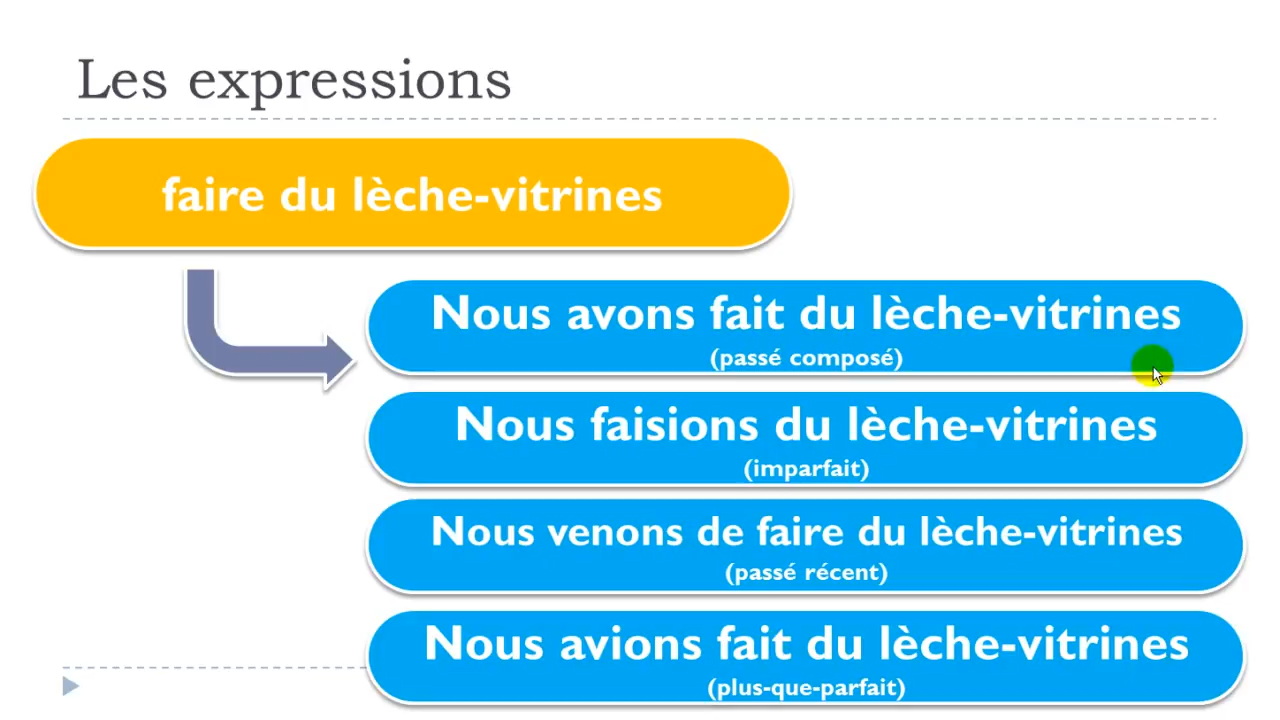 Les expressions
faire du lèche-vitrines
Nous avons fait du lèche-vitrines
(passé composé)
Nous faisions du lèche-vitrines
(imparfait)
Nous venons de faire du lèche-vitrines
(passé récent)
Nous avions fait du lèche-vitrines
(plus-que-parfait)